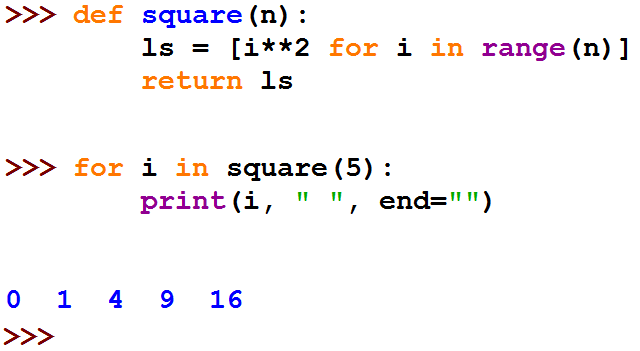 >>> def square(n):
        ls = [i**2 for i in range(n)]
        return ls
>>> for i in square(5):
        print(i, " ", end="")
0  1  4  9  16
>>>